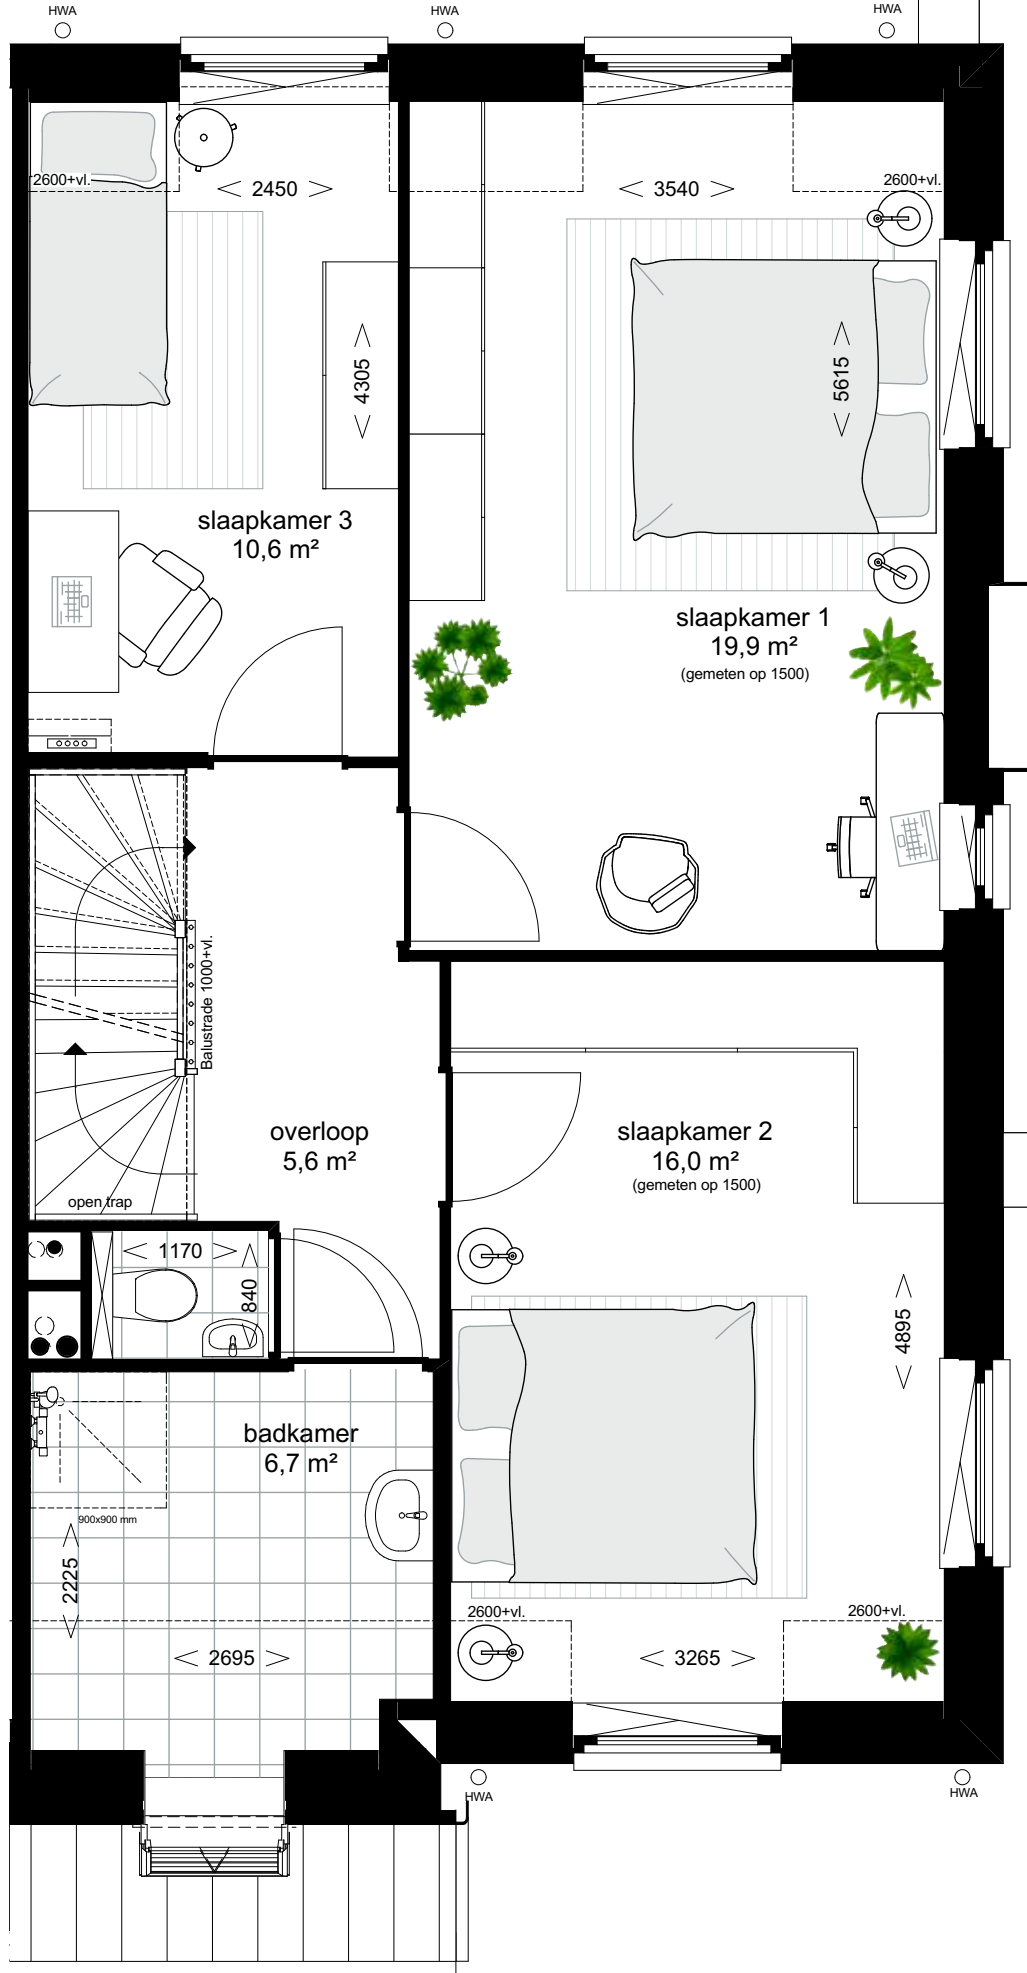 HWA
HWA
HWA
2600+vl.
2450
3540
2600+vl.
4305
5615
slaapkamer 3
10,6 m²
slaapkamer 1
19,9 m²
(gemeten op 1500)
Balustrade 1000+vl.
overloop
5,6 m²
slaapkamer 2
16,0 m²
(gemeten op 1500)
open trap
1170
840
4895
badkamer
6,7 m²
900x900 mm
2225
2600+vl.
2600+vl.
2695
3265
HWA
HWA